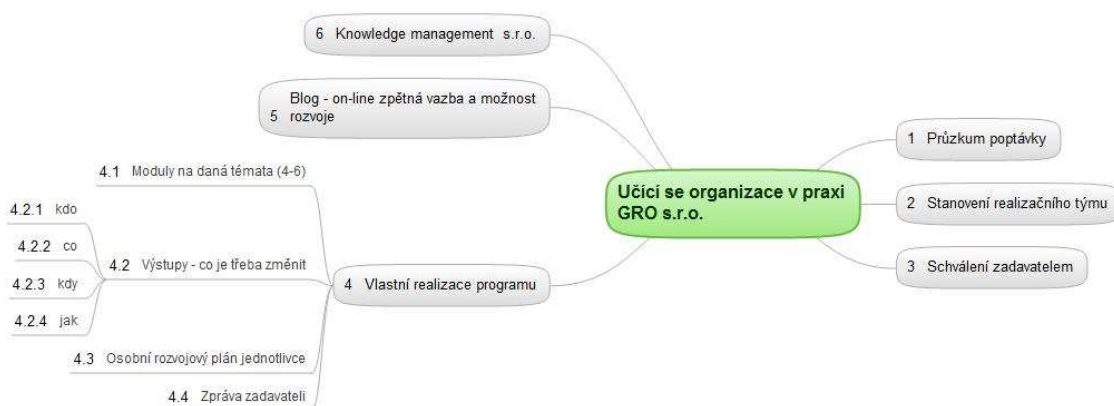 Učící se organizace v praxi
GRO s.r.o.
1 Průzkum poptávky
2 Stanovení realizačního týmu
3 Schválení zadavatelem
4 Vlastní realizace programu
4.1 Moduly na daná témata (4-6)
4.2 Výstupy - co je třeba změnit
4.2.1 kdo
4.2.2 co
4.2.3 kdy
4.2.4 jak
4.3 Osobní rozvojový plán jednotlivce
4.4 Zpráva zadavateli
5 Blog - on-line zpětná vazba a možnost
rozvoje
6 Knowledge management s.r.o.